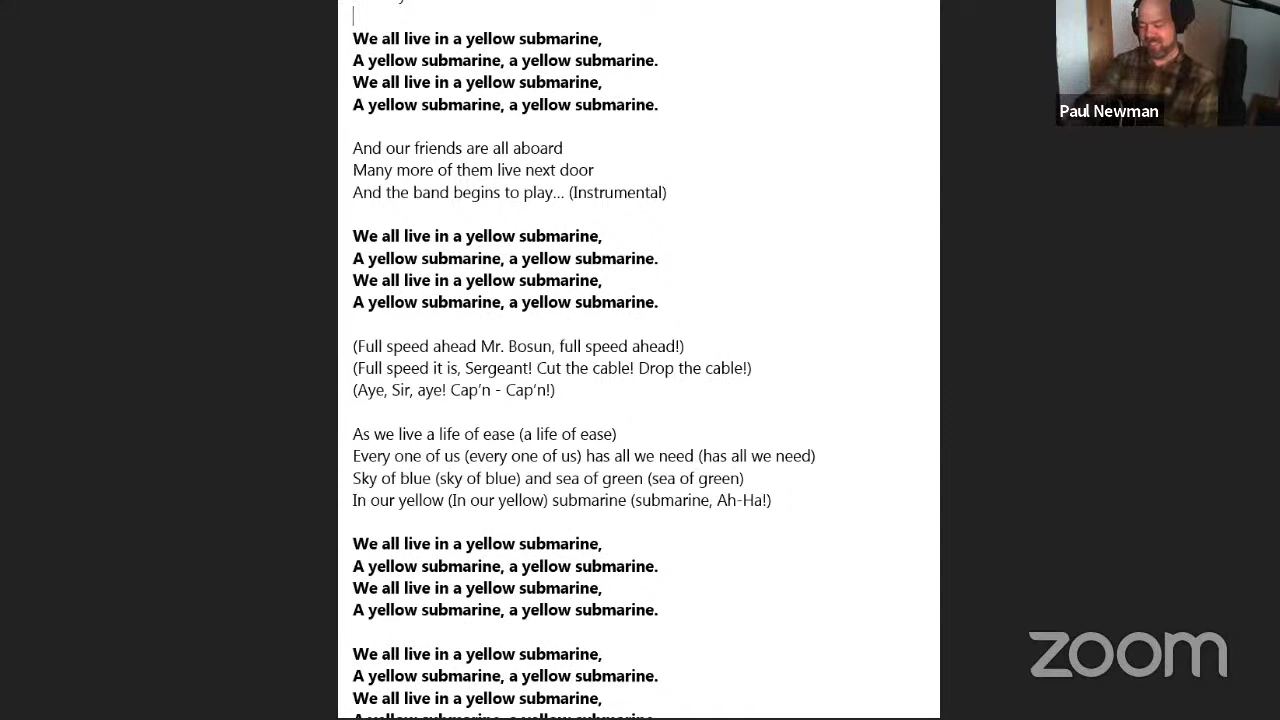 We all live in a yellow submarine,
A yellow submarine, a yellow submarine.
We all live in a yellow submarine,
A yellow submarine, a yellow submarine.
And our friends are all aboard
Many more of them live next door
And the band begins to play... (Instrumental)
We all live in a yellow submarine,
A yellow submarine, a yellow submarine.
We all live in a yellow submarine,
A yellow submarine, a yellow submarine.
(Full speed ahead Mr. Bosun, full speed ahead!)
(Full speed it is, Sergeant! Cut the cable! Drop the cable!)
(Aye, Sir, aye! Cap’n - Cap’n!)
As we live a life of ease (a life of ease)
Every one of us (every one of us) has all we need (has all we need)
Sky of blue (sky of blue) and sea of green (sea of green)
In our yellow (In our yellow) submarine (submarine, Ah-Ha!)
We all live in a yellow submarine,
A yellow submarine, a yellow submarine.
We all live in a yellow submarine,
A yellow submarine, a yellow submarine.
We all live in a yellow submarine,
A yellow submarine, a yellow submarine.
We all live in a yellow submarine,
A yellow submarine, a yellow submarine
Paul Newman
zoom